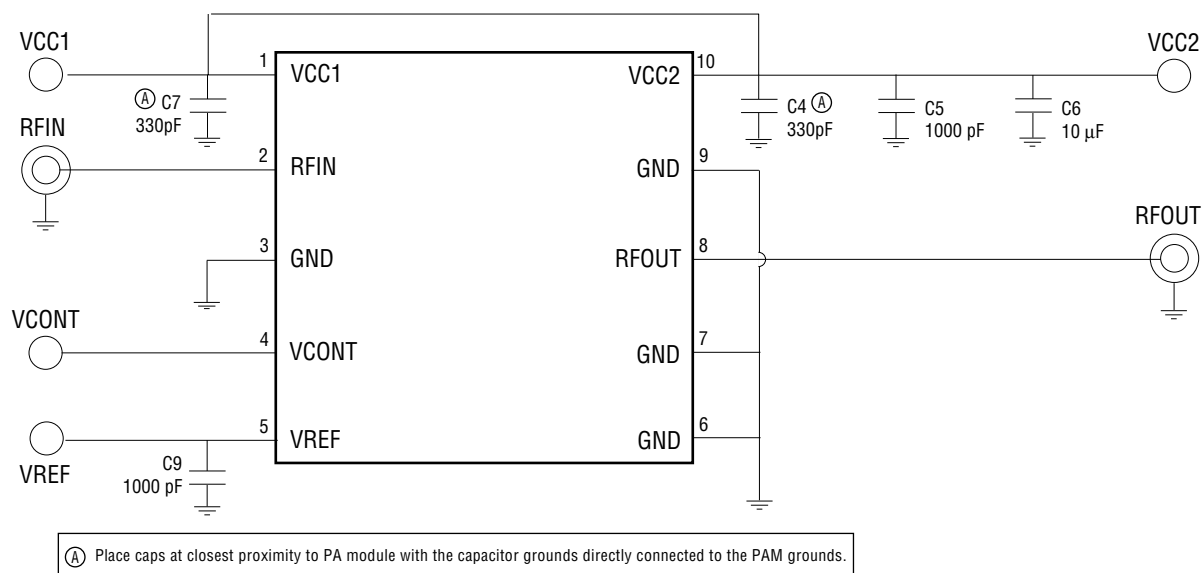 VCC1
VCC2
1
VCC1
VCC2
10
Ⓐ C7
330pF
C4 Ⓐ
330pF
C5
1000 pF
C6
10 μF
RFIN
2
RFIN
GND
9
RFOUT
3
GND
RFOUT
8
VCONT
4
VCONT
GND
7
5
VREF
GND
6
VREF
C9
1000 pF
Ⓐ Place caps at closest proximity to PA module with the capacitor grounds directly connected to the PAM grounds.